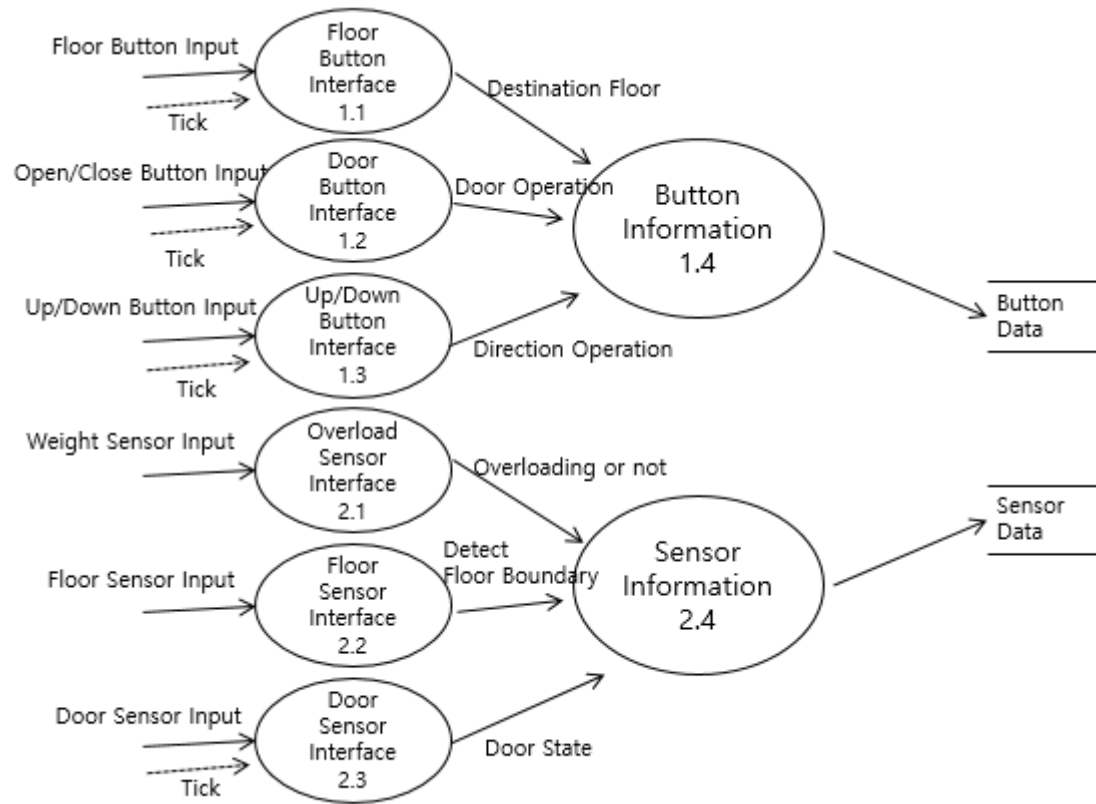 Floor Button Input
Tick
Floor
Button
Interface
1.1
Destination Floor
Open/Close Button Input
Tick
Door
Button
Interface
1.2
Door Operation
Up/Down Button Input
Tick
Up/Down
Button
Interface
1.3
Direction Operation
Button
Information
1.4
Button
Data
Weight Sensor Input
Overload
Sensor
Interface
2.1
Overloading or not
Floor Sensor Input
Floor
Sensor
Interface
2.2
Detect
Floor Boundary
Door Sensor Input
Tick
Door
Sensor
Interface
2.3
Door State
Sensor
Information
2.4
Sensor
Data